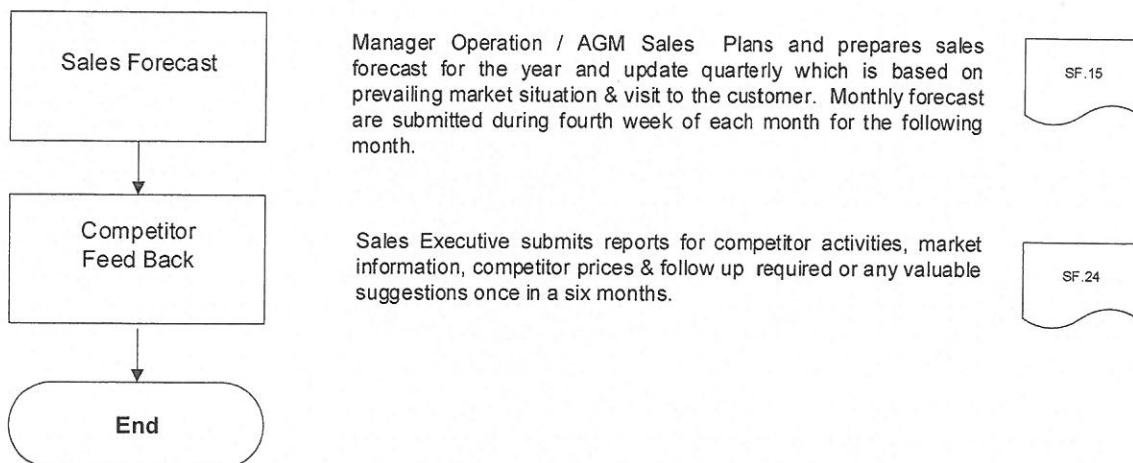 Sales Forecast
Manager Operation / AGM Sales Plans and prepares sales
forecast for the year and update quarterly which is based on
prevailing market situation & visit to the customer. Monthly forecast
are submitted during fourth week of each month for the following
month.
SF.15
Competitor
Feed Back
Sales Executive submits reports for competitor activities, market
information, competitor prices & follow up required or any valuable
suggestions once in a six months.
SF.24
End